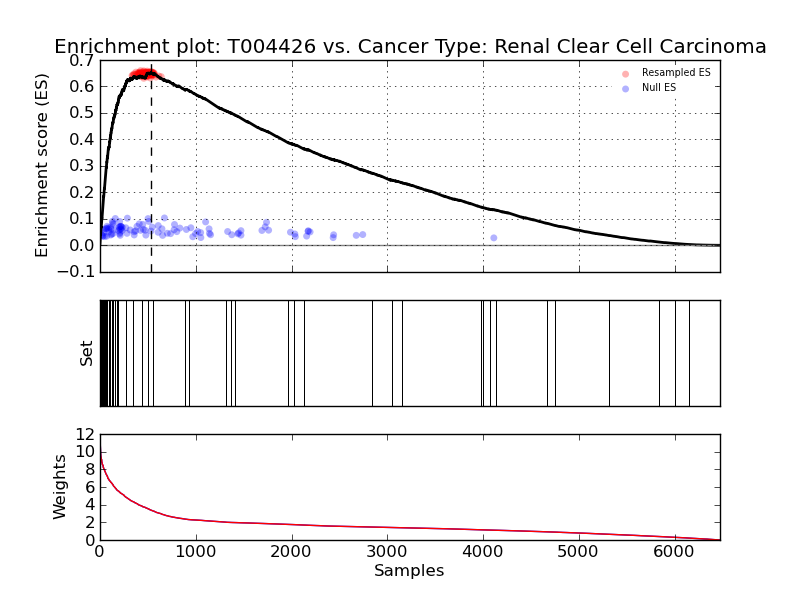 Enrichment plot: T004426 vs. Cancer Type: Renal Clear Cell Carcinoma
0.7
0.6
0.5
0.4
0.3
0.2
0.1
0.0
−0.1
Enrichment score (ES)
Resampled ES
Null ES
Set
12
10
8
6
4
2
0
Weights
0 1000 2000 3000 4000 5000 6000
Samples